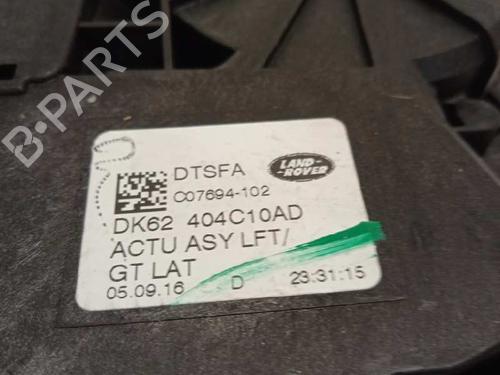 B-PARTS
DTSFA
LAND-
ROVER
C07694-102
DK62 404C10AD
ACTU ASY LFT/
GT LAT
05.09.16 D 23:31:15